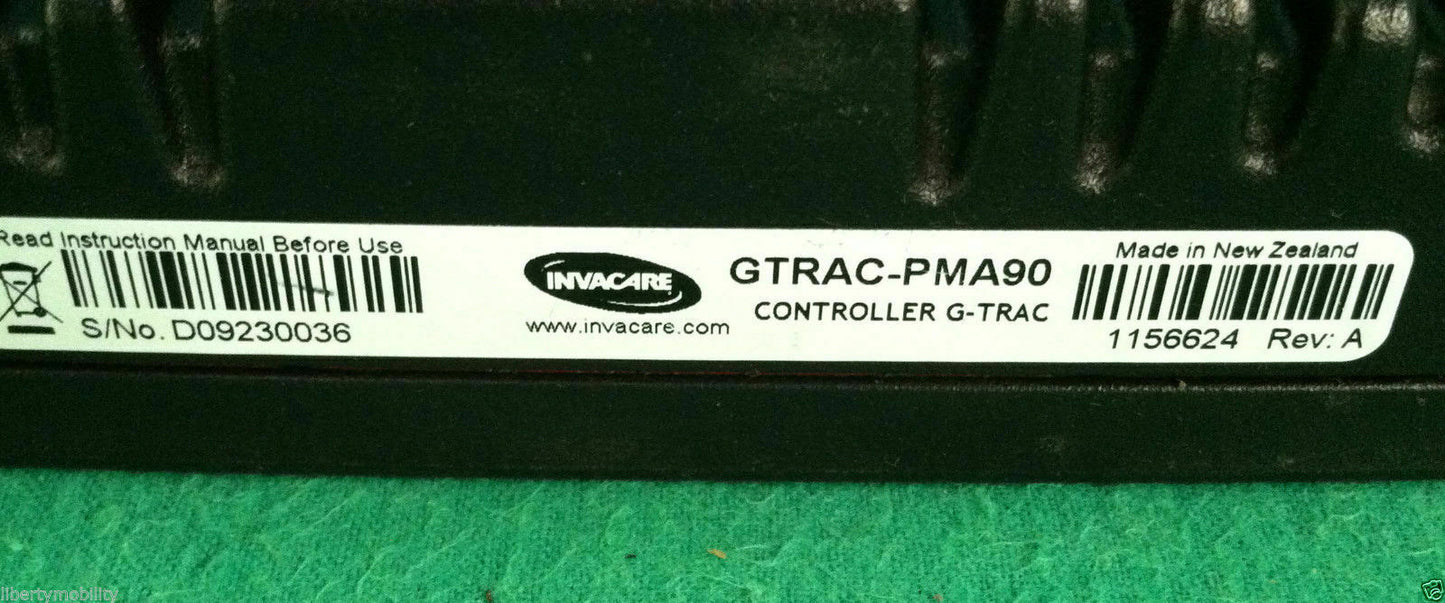 Read Instruction Manual Before Use
S/No. D09230036
INVACARE
www.invacare.com
GTRAC-PMA90
CONTROLLER G-TRAC
Made in New Zealand
1156624 Rev: A
libertymobility